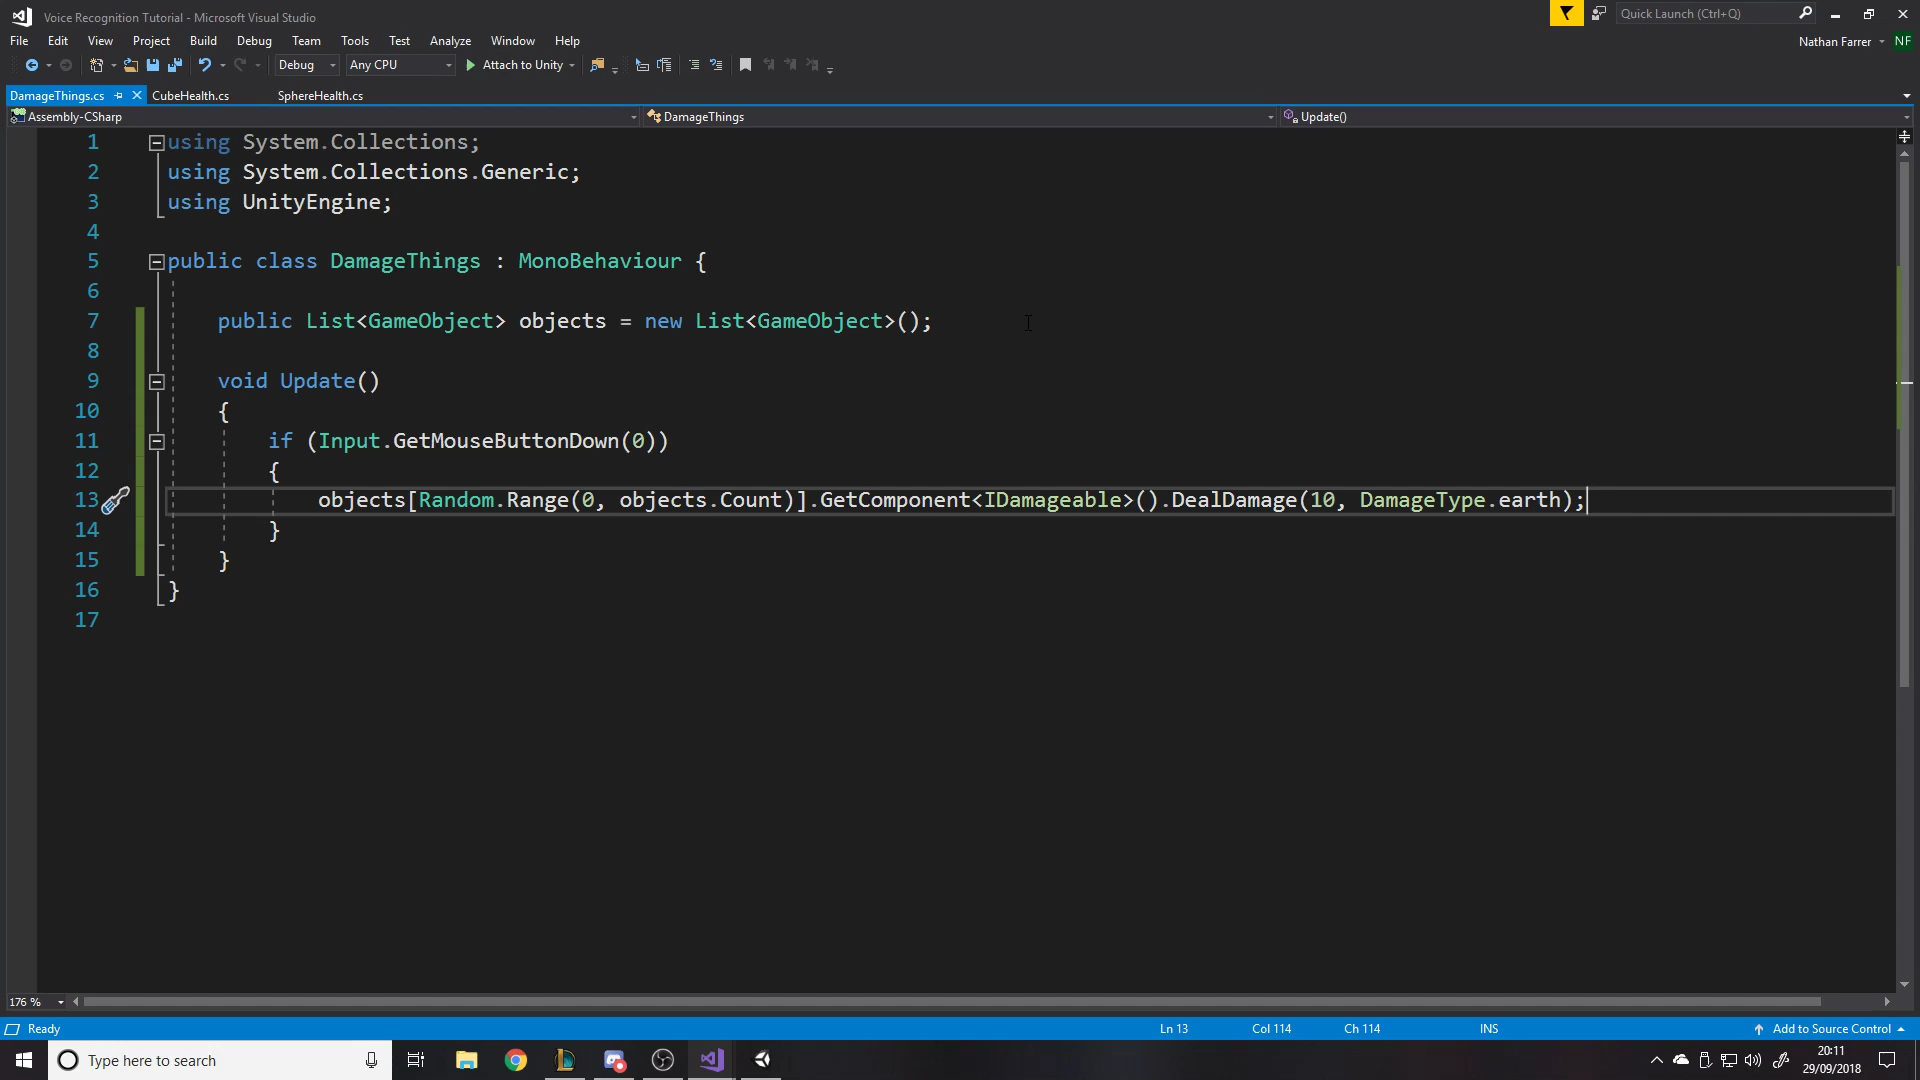 Voice Recognition Tutorial - Microsoft Visual Studio
Quick Launch (Ctrl+Q)
File Edit View Project Build Debug Team Tools Test Analyze Window Help
Nathan Farrer NF
Debug Any CPU Attach to Unity
DamageThings.cs CubeHealth.cs SphereHealth.cs
Assembly-CSharp DamageThings Update()
1 using System.Collections;
2 using System.Collections.Generic;
3 using UnityEngine;
4
5 public class DamageThings : MonoBehaviour {
6
7 public List<GameObject> objects = new List<GameObject>();
8
9 void Update()
10 {
11 if (Input.GetMouseButtonDown(0))
12 {
13 objects[Random.Range(0, objects.Count)].GetComponent<IDamageable>().DealDamage(10, DamageType.earth);
14 }
15 }
16 }
17
176 %
Ready Ln 13 Col 114 Ch 114 INS Add to Source Control
Type here to search
20:11
29/09/2018